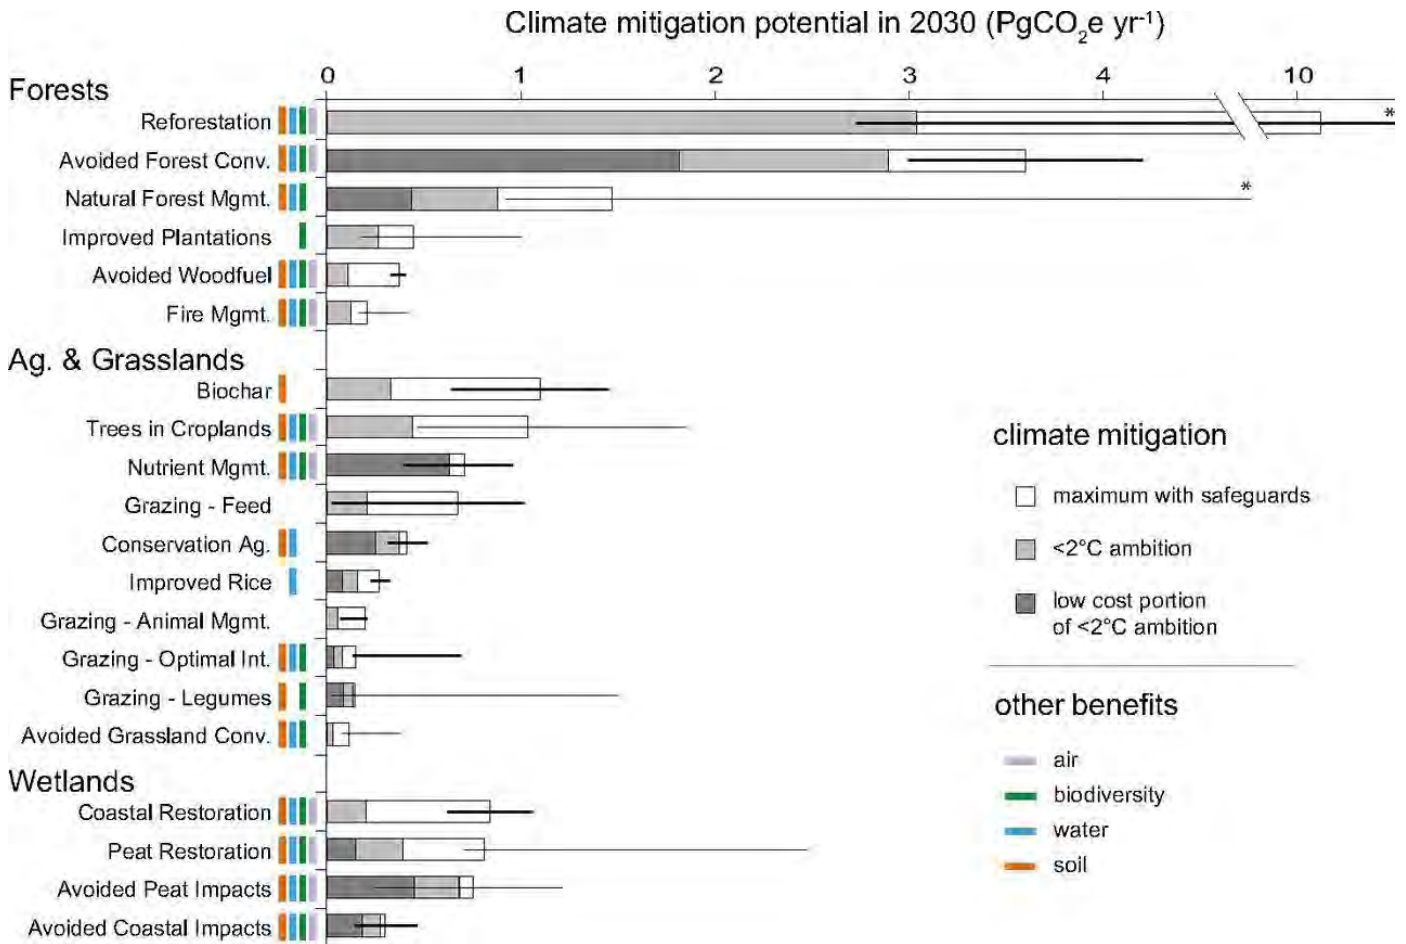 Climate mitigation potential in 2030 (PgCO₂e yr⁻¹)
0 1 2 3 4 10
Forests
Reforestation *
Avoided Forest Conv.
Natural Forest Mgmt. *
Improved Plantations
Avoided Woodfuel
Fire Mgmt.
Ag. & Grasslands
Biochar
Trees in Croplands
Nutrient Mgmt.
Grazing - Feed
Conservation Ag.
Improved Rice
Grazing - Animal Mgmt.
Grazing - Optimal Int.
Grazing - Legumes
Avoided Grassland Conv.
Wetlands
Coastal Restoration
Peat Restoration
Avoided Peat Impacts
Avoided Coastal Impacts
climate mitigation
maximum with safeguards
<2°C ambition
low cost portion
of <2°C ambition
other benefits
air
biodiversity
water
soil